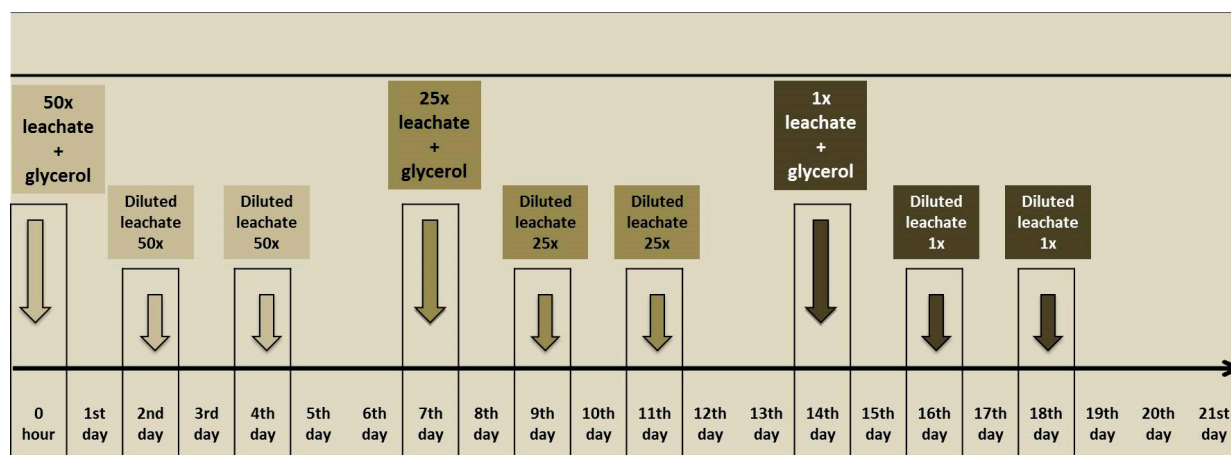 50x
leachate
+
glycerol
25x
leachate
+
glycerol
1x
leachate
+
glycerol
Diluted
leachate
50x
Diluted
leachate
50x
Diluted
leachate
25x
Diluted
leachate
25x
Diluted
leachate
1x
Diluted
leachate
1x
0
hour
1st
day
2nd
day
3rd
day
4th
day
5th
day
6th
day
7th
day
8th
day
9th
day
10th
day
11th
day
12th
day
13th
day
14th
day
15th
day
16th
day
17th
day
18th
day
19th
day
20th
day
21st
day